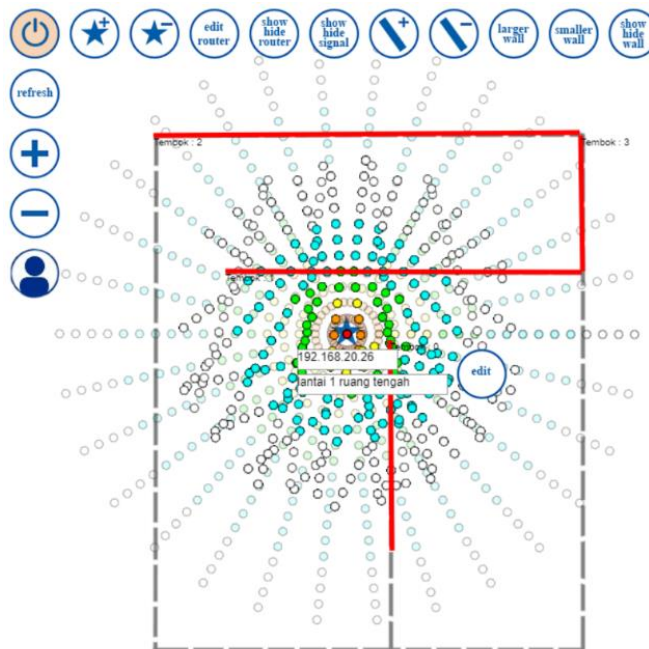 edit
router
show
hide
router
show
hide
signal
larger
wall
smaller
wall
show
hide
wall
refresh
Tembok : 2
Tembok : 3
192.168.20.26
lantai 1 ruang tengah
edit